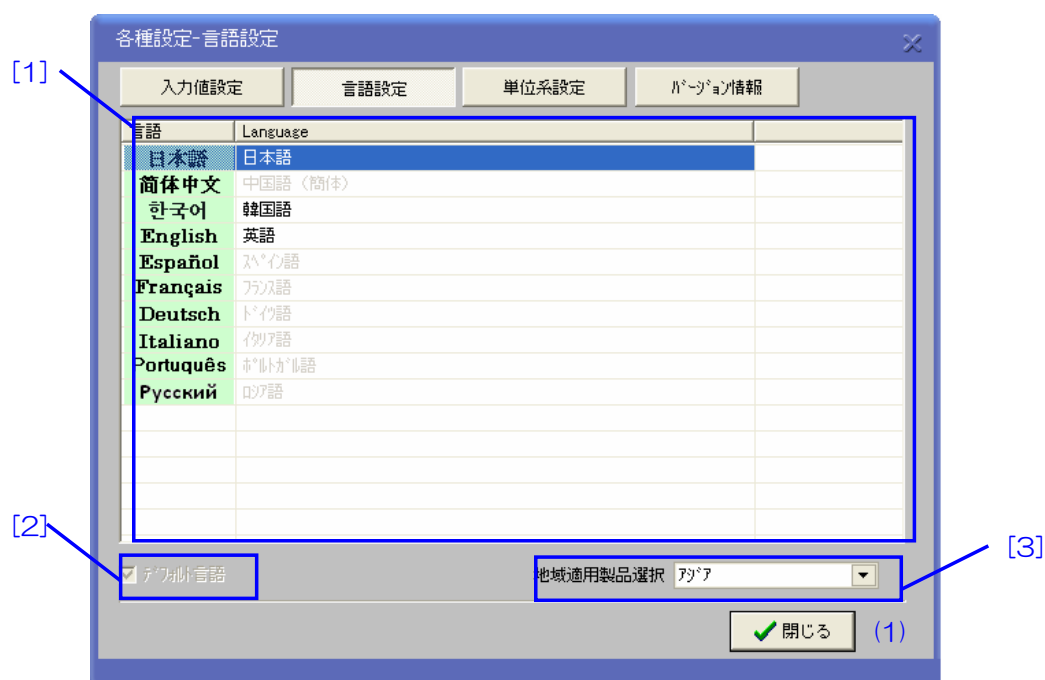 各種設定-言語設定
[1]
入力値設定 言語設定 単位系設定 ﾊﾞｰｼﾞｮﾝ情報
言語 Language
日本語 日本語
简体中文 中国語（簡体）
한국어 韓国語
English 英語
Español ｽﾍﾟｲﾝ語
Français ﾌﾗﾝｽ語
Deutsch ﾄﾞｲﾂ語
Italiano ｲﾀﾘｱ語
Português ﾎﾟﾙﾄｶﾞﾙ語
Русский ﾛｼｱ語
[2]
[3]
ﾃﾞﾌｫﾙﾄ言語 地域適用製品選択 ｱｼﾞｱ
閉じる (1)